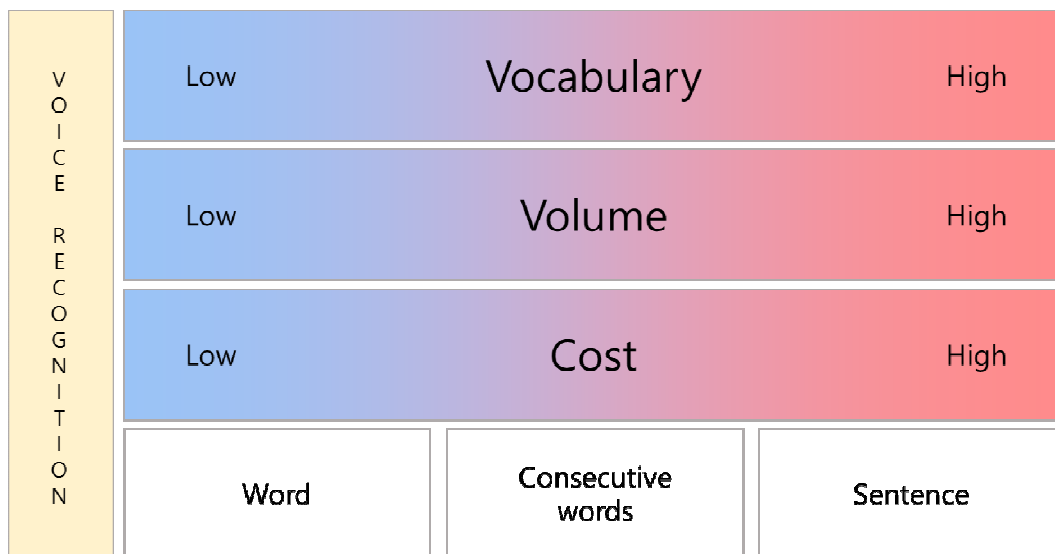 VOICE RECOGNITION
Low Vocabulary High
Low Volume High
Low Cost High
Word
Consecutive
words
Sentence